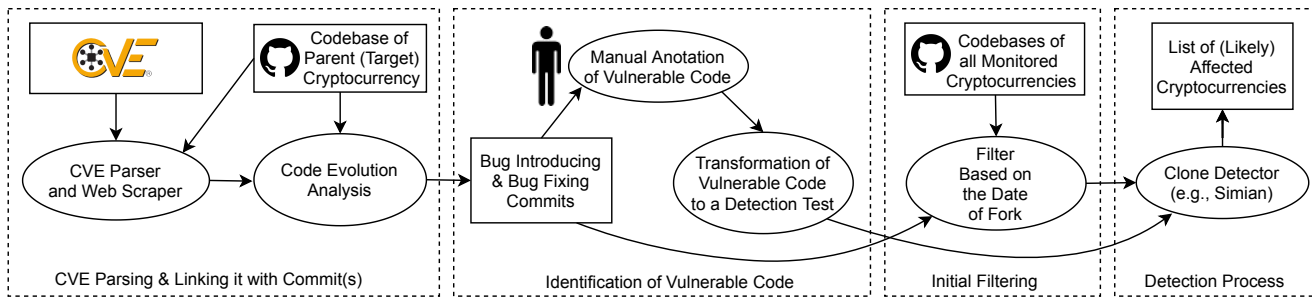 CVE®
Codebase of
Parent (Target)
Cryptocurrency
CVE Parser
and Web Scraper
Code Evolution
Analysis
CVE Parsing & Linking it with Commit(s)
Manual Anotation
of Vulnerable Code
Bug Introducing
& Bug Fixing
Commits
Transformation of
Vulnerable Code
to a Detection Test
Identification of Vulnerable Code
Codebases of
all Monitored
Cryptocurrencies
Filter
Based on
the Date
of Fork
Initial Filtering
List of (Likely)
Affected
Cryptocurrencies
Clone Detector
(e.g., Simian)
Detection Process